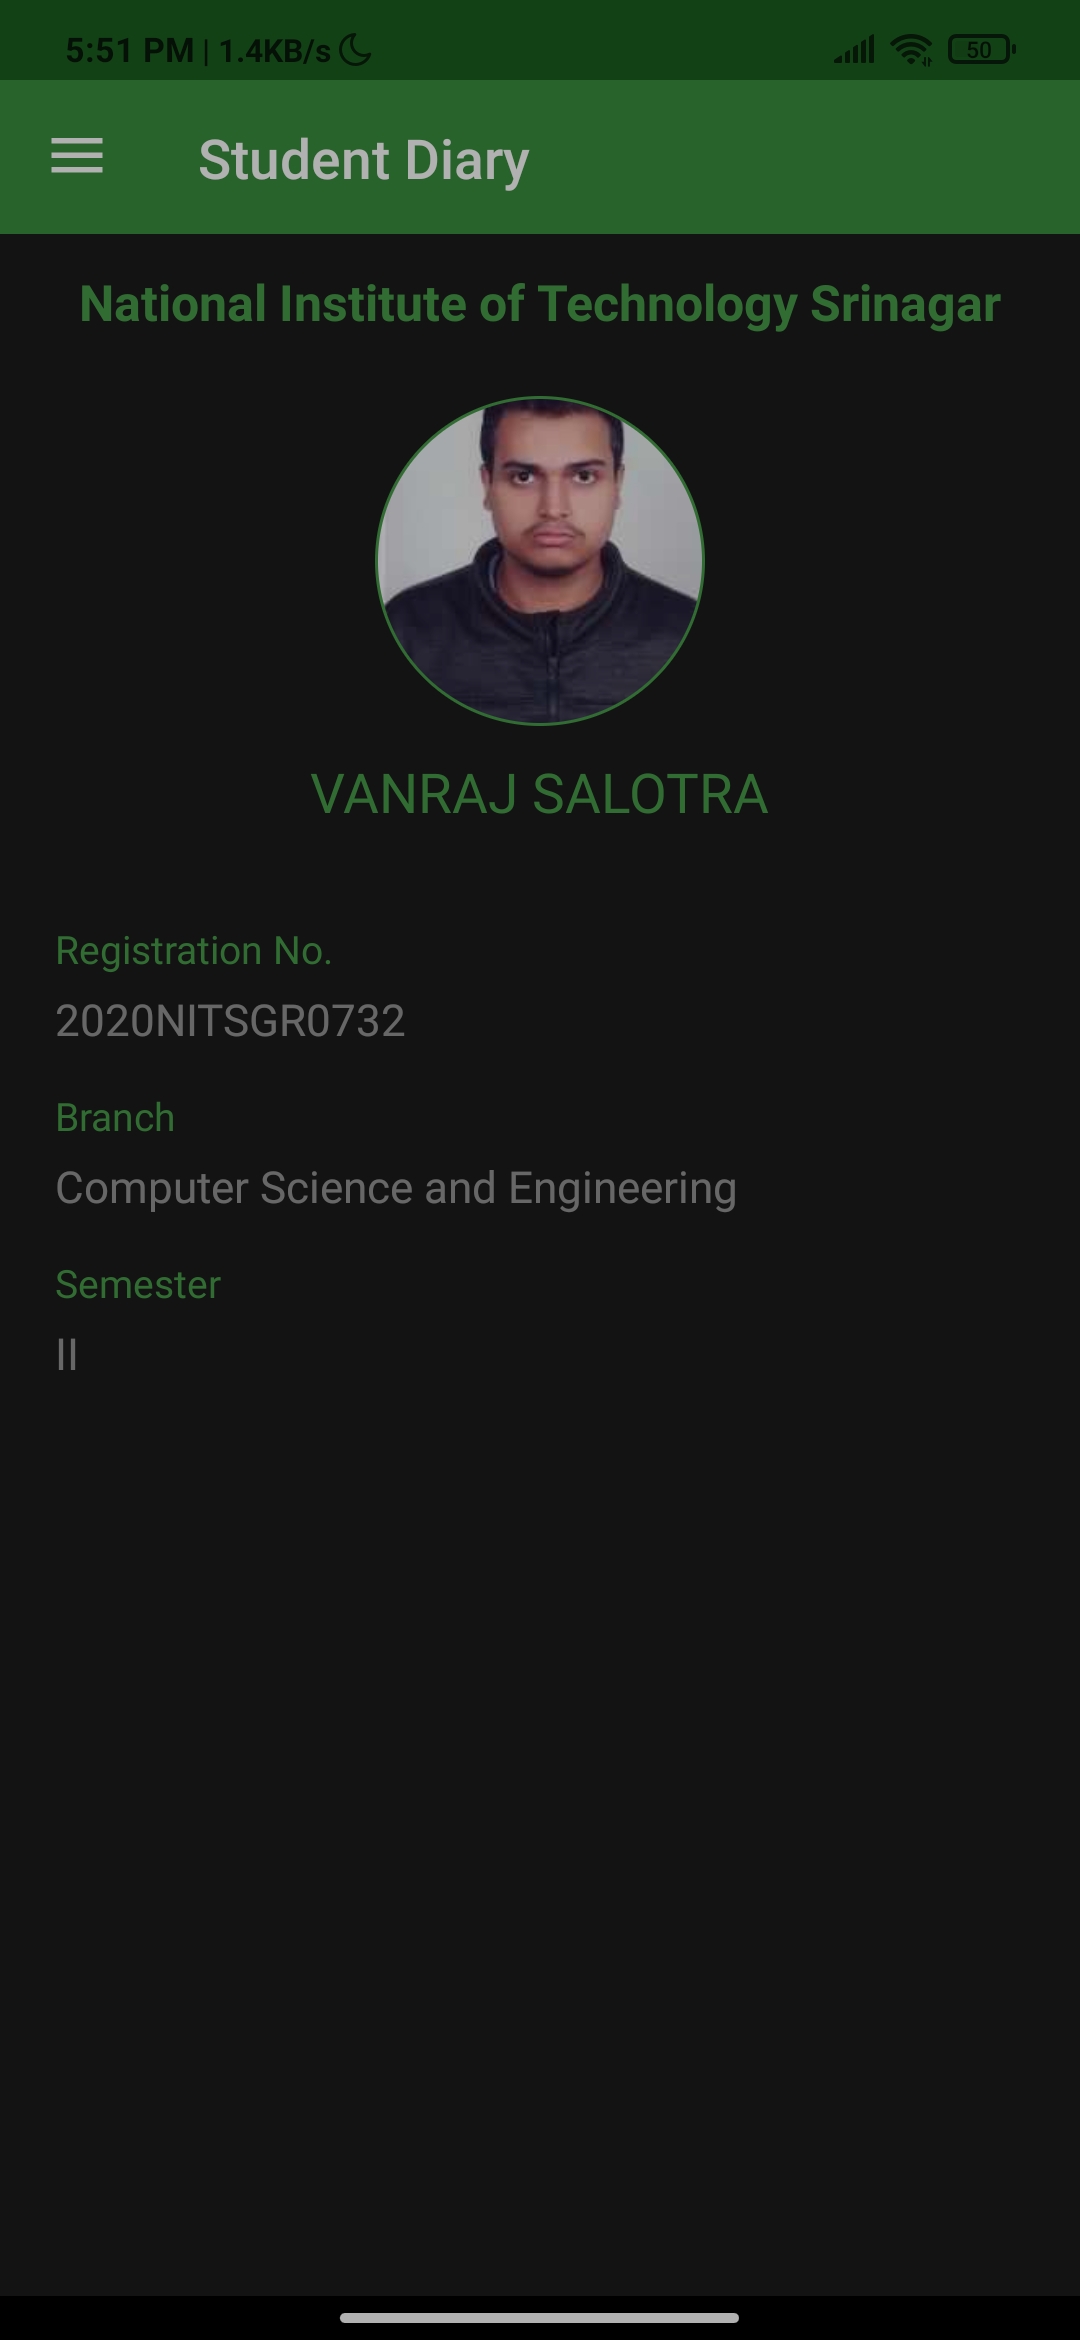 5:51 PM | 1.4KB/s
50
Student Diary
National Institute of Technology Srinagar
VANRAJ SALOTRA
Registration No.
2020NITSGR0732
Branch
Computer Science and Engineering
Semester
II